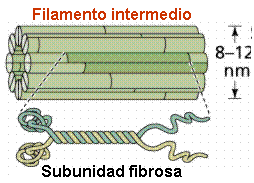 Filamento intermedio
8–12
nm
Subunidad fibrosa